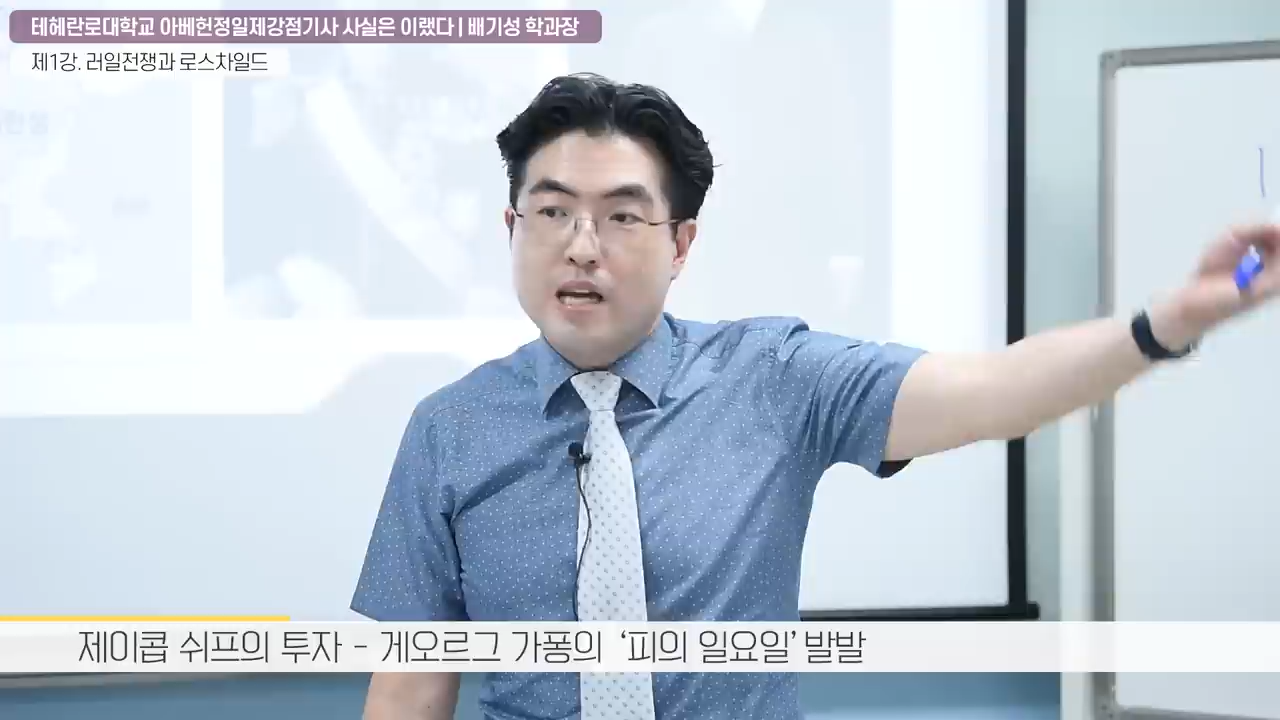 테헤란로대학교 아베헌정일제강점기사 사실은 이랬다 | 배기성 학과장
제1강. 러일전쟁과 로스차일드
제이콥 쉬프의 투자 - 게오르그 가퐁의 ‘피의 일요일’ 발발